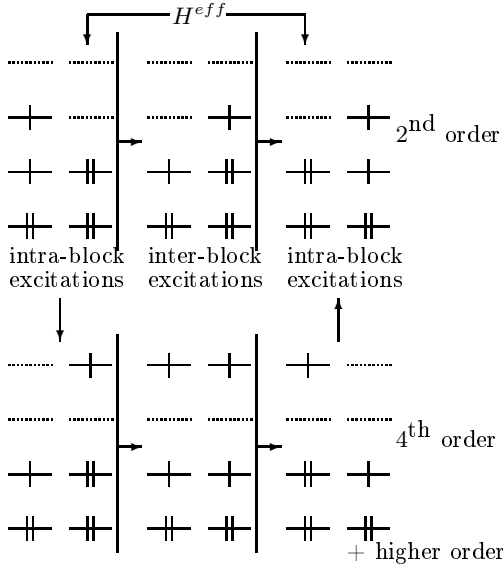 H^eff
2nd order
intra-block inter-block intra-block
excitations excitations excitations
4th order
+ higher order